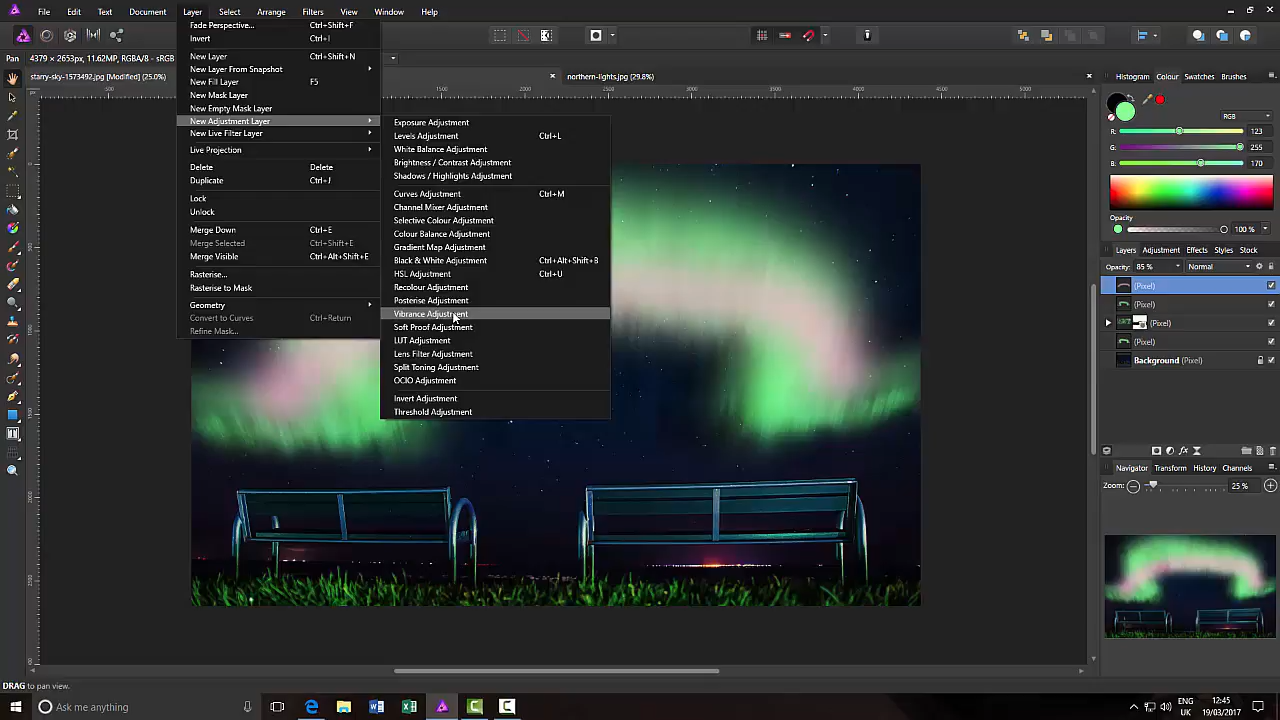 File Edit Text Document Layer Select Arrange Filters View Window Help
Pan 4379 × 2653px, 11.62MP, RGBA/8 - sRGB
starry-sky-1573492.jpg [Modified] (25.0%)
northern-lights.jpg (29.8%)
Fade Perspective... Ctrl+Shift+F
Invert Ctrl+I
New Layer Ctrl+Shift+N
New Layer From Snapshot
New Fill Layer F5
New Mask Layer
New Empty Mask Layer
New Adjustment Layer
New Live Filter Layer
Live Projection
Delete Delete
Duplicate Ctrl+J
Lock
Unlock
Merge Down Ctrl+E
Merge Selected Ctrl+Shift+E
Merge Visible Ctrl+Alt+Shift+E
Rasterise...
Rasterise to Mask
Geometry
Convert to Curves Ctrl+Return
Refine Mask...
Exposure Adjustment
Levels Adjustment Ctrl+L
White Balance Adjustment
Brightness / Contrast Adjustment
Shadows / Highlights Adjustment
Curves Adjustment Ctrl+M
Channel Mixer Adjustment
Selective Colour Adjustment
Colour Balance Adjustment
Gradient Map Adjustment
Black & White Adjustment Ctrl+Alt+Shift+B
HSL Adjustment Ctrl+U
Recolour Adjustment
Posterise Adjustment
Vibrance Adjustment
Soft Proof Adjustment
LUT Adjustment
Lens Filter Adjustment
Split Toning Adjustment
OCIO Adjustment
Invert Adjustment
Threshold Adjustment
1500 2000 2500 3000 3500 4000 4500 5000
Histogram Colour Swatches Brushes
RGB
R: 123
G: 255
B: 170
Opacity
100 %
Layers Adjustment Effects Styles Stock
Opacity: 85 % Normal
(Pixel)
(Pixel)
(Pixel)
(Pixel)
Background (Pixel)
Navigator Transform History Channels
Zoom: 25 %
DRAG to pan view.
Ask me anything
ENG
UK
12:45
19/03/2017